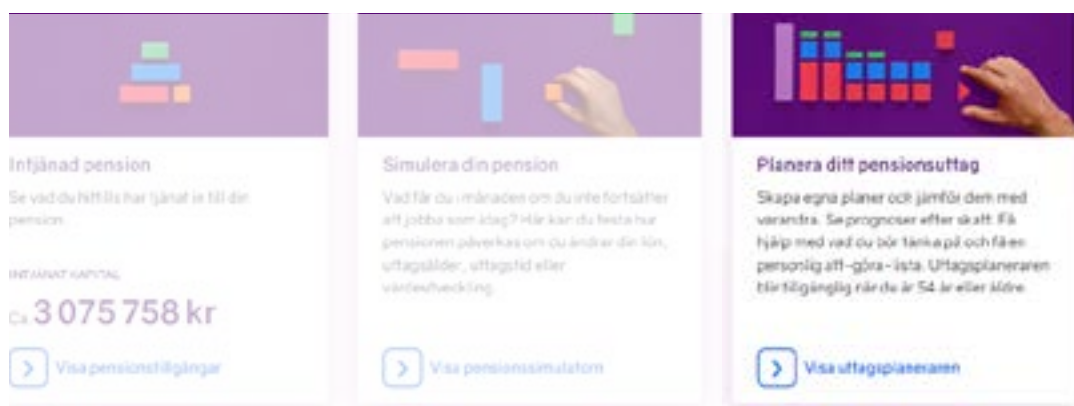 Intjänad pension
Se vad du hittills har tjänat in till din
pension.
INTJÄNAT KAPITAL
Ca 3 075 758 kr
Visa pensionstillgångar
Simulera din pension
Vad får du i månaden om du inte fortsätter
att jobba som idag? Här kan du testa hur
pensionen påverkas om du ändrar din lön,
uttagsålder, uttagstid eller
värdeutveckling.
Visa pensionssimulatorn
Planera ditt pensionsuttag
Skapa egna planer och jämför dem med
varandra. Se prognoser efter skatt. Få
hjälp med vad du bör tänka på och få en
personlig att-göra-lista. Uttagsplaneraren
blir tillgänglig när du är 54 år eller äldre.
Visa uttagsplaneraren